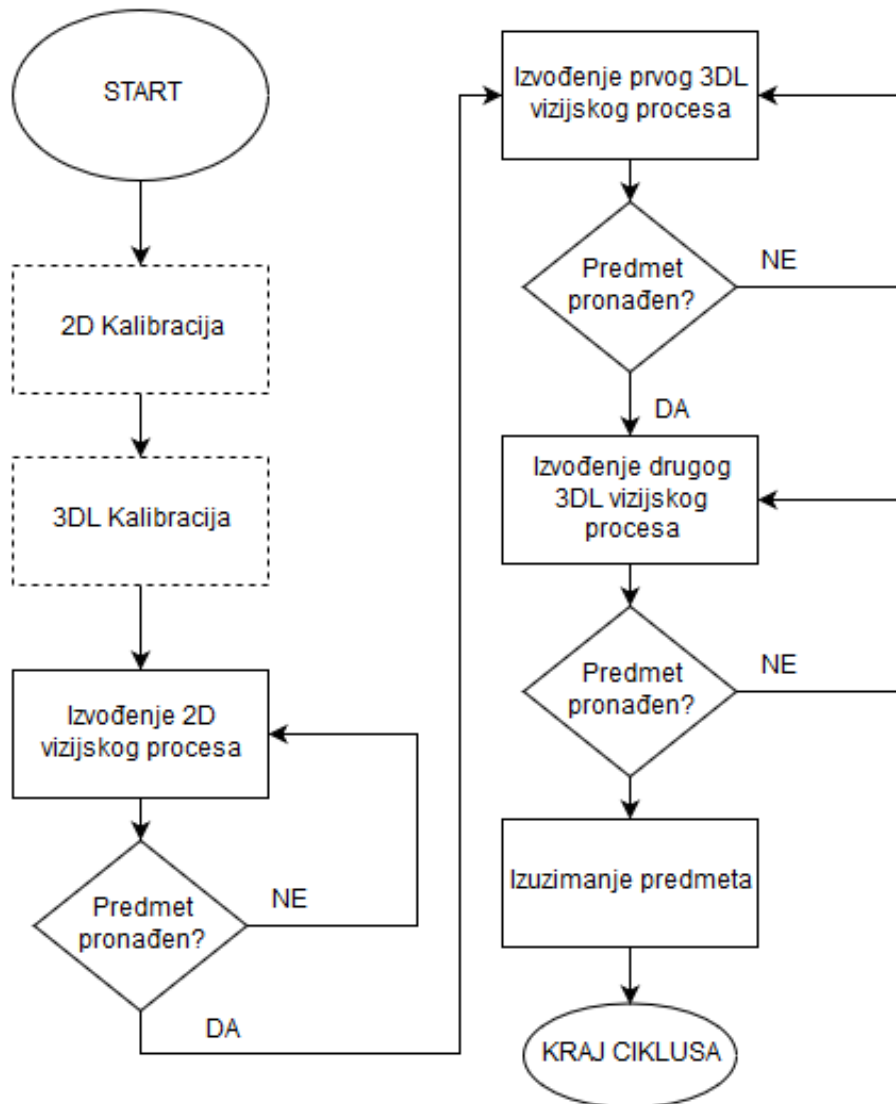 START
2D Kalibracija
3DL Kalibracija
Izvođenje 2D
vizijskog procesa
Predmet
pronađen?
NE
DA
Izvođenje prvog 3DL
vizijskog procesa
Predmet
pronađen?
NE
DA
Izvođenje drugog
3DL vizijskog
procesa
Predmet
pronađen?
NE
Izuzimanje predmeta
KRAJ CIKLUSA